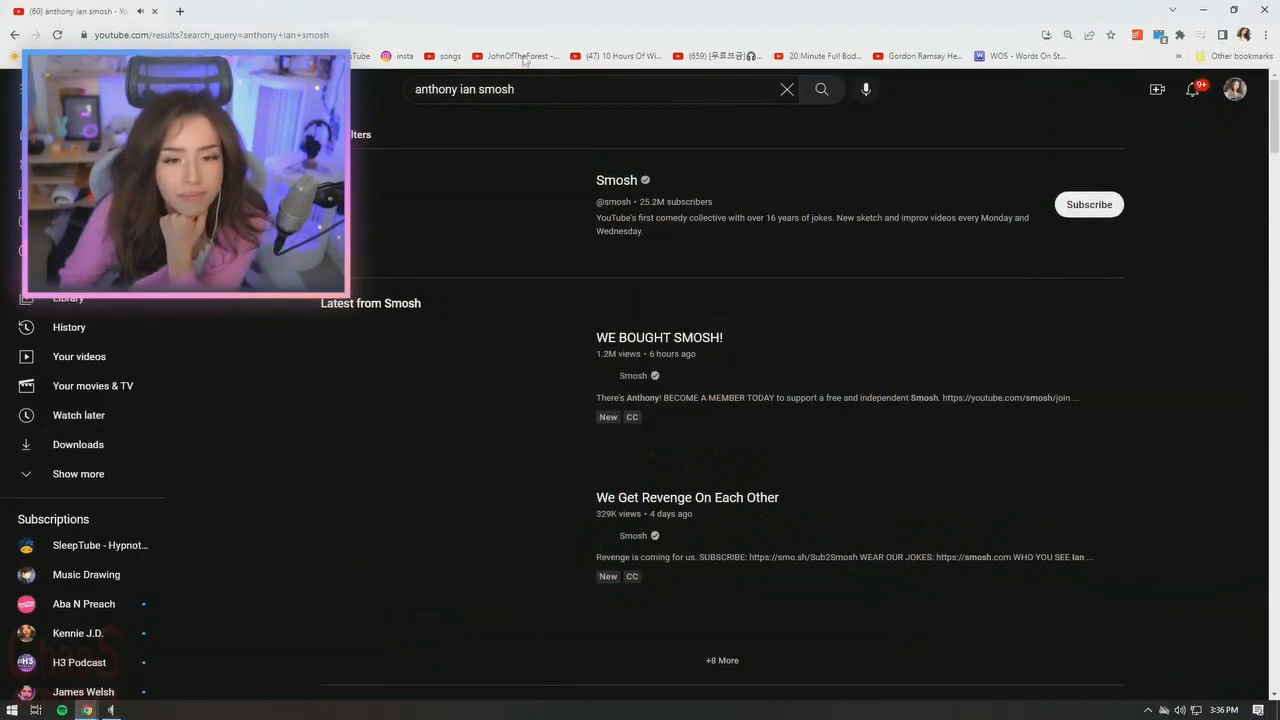 (60) anthony ian smosh - Yo
youtube.com/results?search_query=anthony+ian+smosh
Tube
insta
songs
JohnOfTheForest -...
(47) 10 Hours Of Wi...
(659) [무료브금]...
20 Minute Full Bod...
Gordon Ramsay He...
WOS - Words On St...
»
Other bookmarks
anthony ian smosh
9+
lters
Smosh
@smosh • 25.2M subscribers
YouTube's first comedy collective with over 16 years of jokes. New sketch and improv videos every Monday and
Wednesday.
Subscribe
Library
Latest from Smosh
History
WE BOUGHT SMOSH!
1.2M views • 6 hours ago
Your videos
Smosh
Your movies & TV
There's Anthony! BECOME A MEMBER TODAY to support a free and independent Smosh. https://youtube.com/smosh/join ...
Watch later
New CC
Downloads
Show more
We Get Revenge On Each Other
329K views • 4 days ago
Subscriptions
Smosh
SleepTube - Hypnot...
Revenge is coming for us. SUBSCRIBE: https://smo.sh/Sub2Smosh WEAR OUR JOKES: https://smosh.com WHO YOU SEE Ian ...
Music Drawing
New CC
Aba N Preach
Kennie J.D.
H3 Podcast
+8 More
James Welsh
3:36 PM